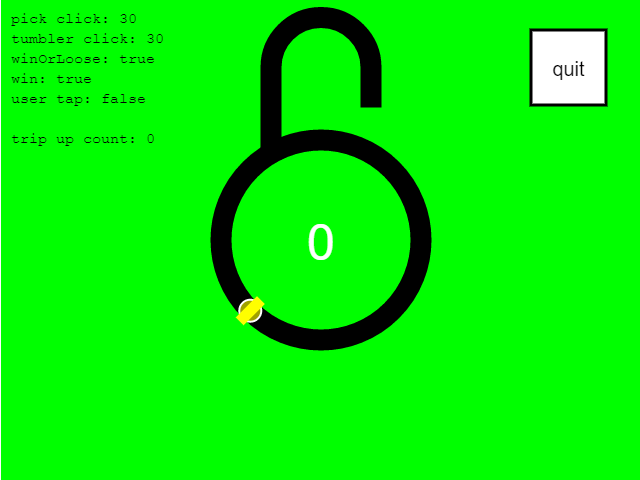 pick click: 30
tumbler click: 30
winOrLoose: true
win: true
user tap: false
trip up count: 0
quit
0